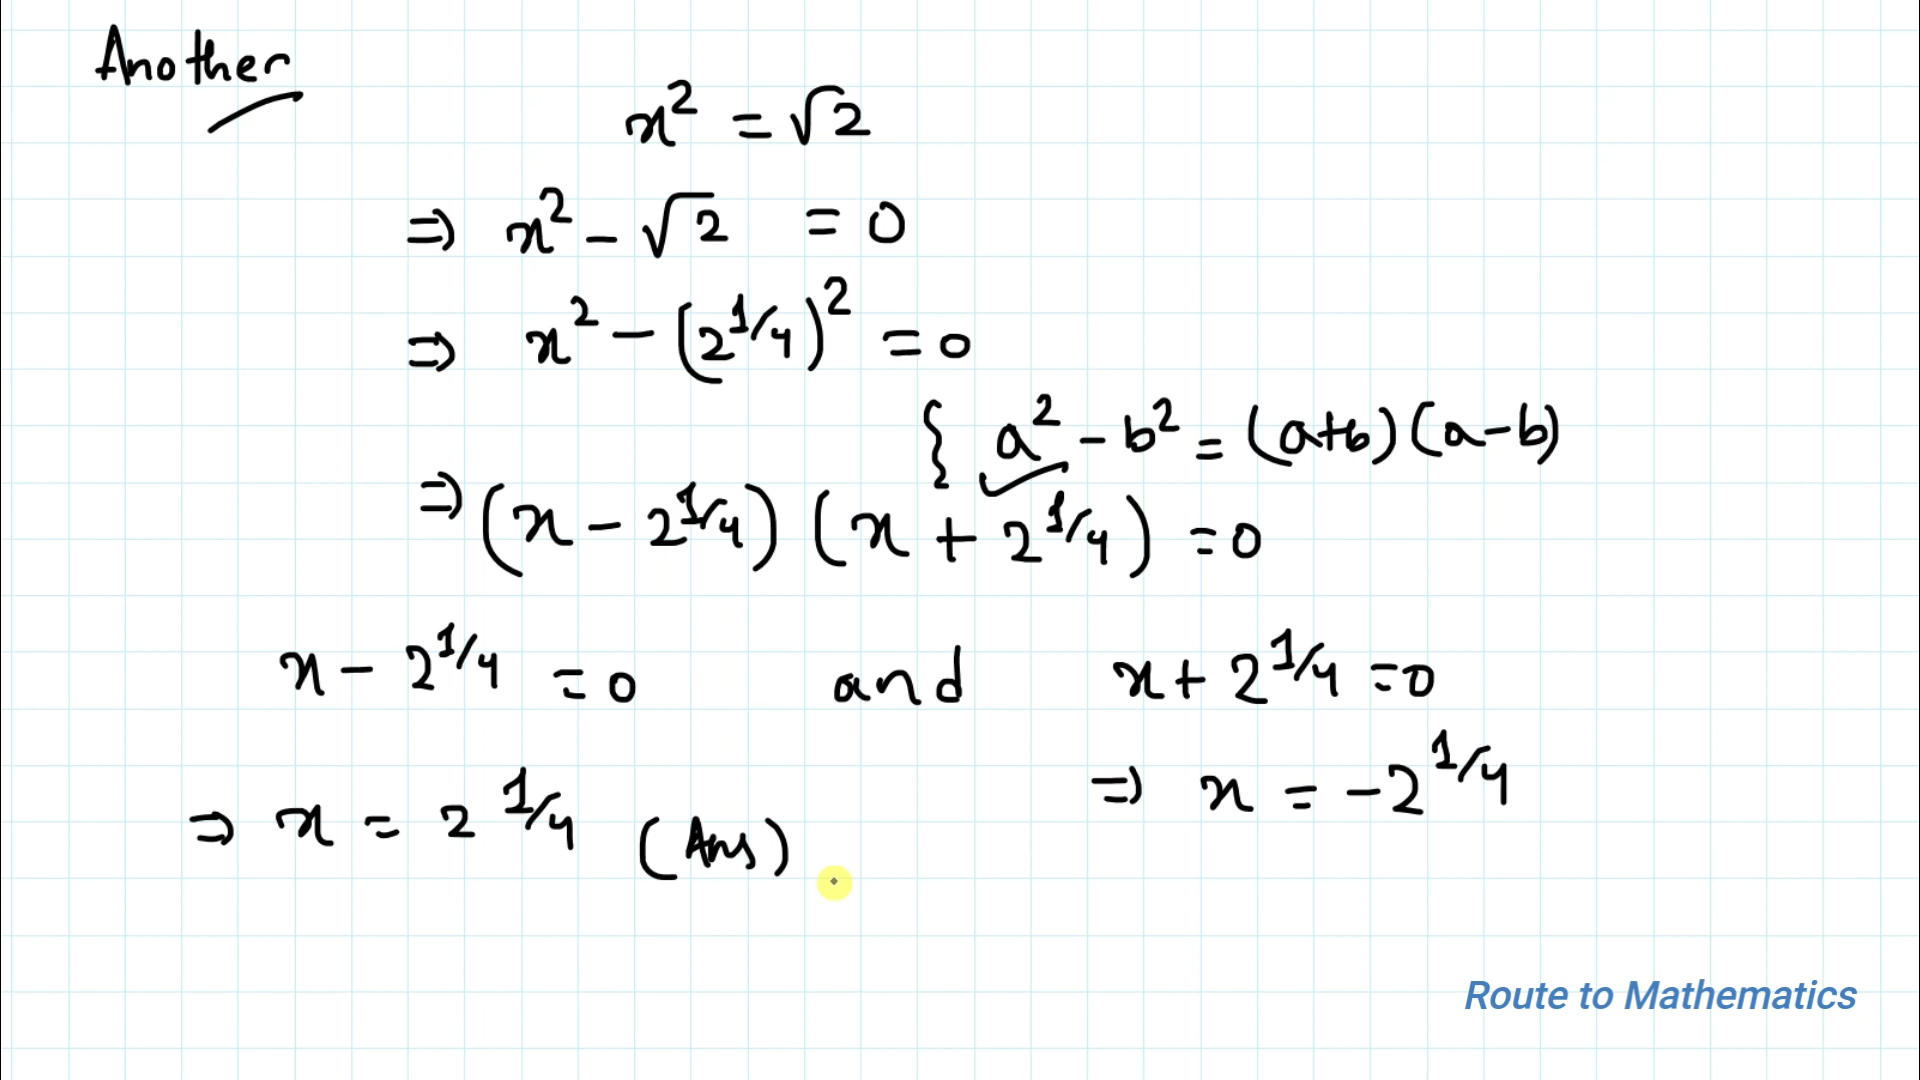 Another
x² = √2
⇒ x² - √2 = 0
⇒ x² - (2^1/4)² = 0
{ a² - b² = (a+b)(a-b)
⇒ (x - 2^1/4) (x + 2^1/4) = 0
x - 2^1/4 = 0 and x + 2^1/4 = 0
⇒ x = 2^1/4 (Ans) ⇒ x = -2^1/4
Route to Mathematics